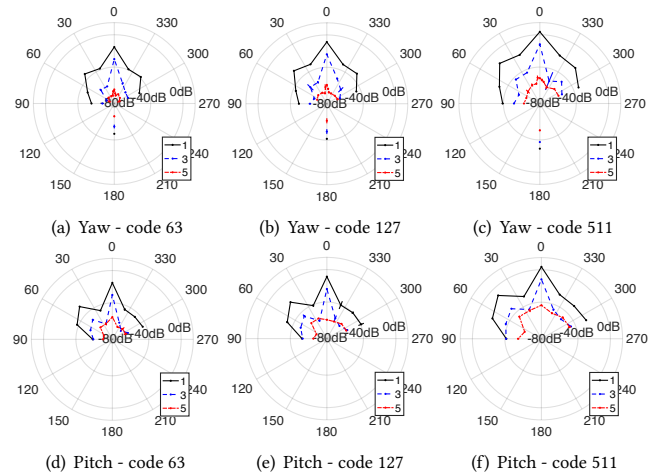 0 0 0
30 330 30 330 30 330
60 300 60 300 60 300
0dB 0dB 0dB
-40dB -40dB -40dB
90 -80dB 270 90 -80dB 270 90 -80dB 270
1 1 1
120 3 240 120 3 240 120 3 240
5 5 5
150 210 150 210 150 210
180 180 180
(a) Yaw - code 63 (b) Yaw - code 127 (c) Yaw - code 511
0 0 0
30 330 30 330 30 330
60 300 60 300 60 300
0dB 0dB 0dB
-40dB -40dB -40dB
90 -80dB 270 90 -80dB 270 90 -80dB 270
1 1 1
120 3 240 120 3 240 120 3 240
5 5 5
150 210 150 210 150 210
180 180 180
(d) Pitch - code 63 (e) Pitch - code 127 (f) Pitch - code 511